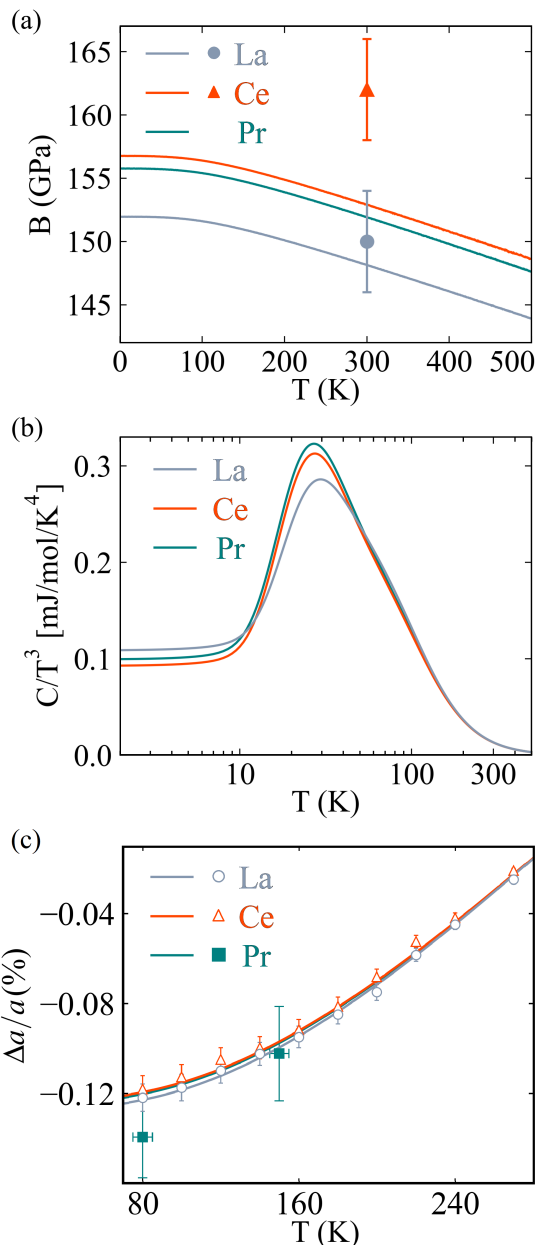 (a)
165
160
155
150
145
B (GPa)
La
Ce
Pr
0 100 200 300 400 500
T (K)
(b)
0.3
0.2
0.1
0.0
C/T³ [mJ/mol/K⁴]
La
Ce
Pr
10 100 300
T (K)
(c)
−0.04
−0.08
−0.12
Δa/a(%)
La
Ce
Pr
80 160 240
T (K)